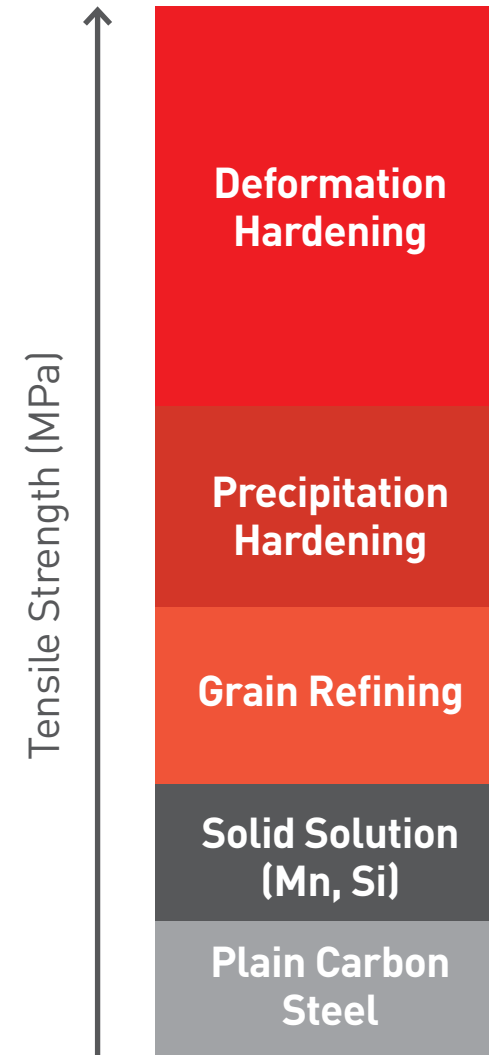 Tensile Strength (MPa)
Deformation
Hardening
Precipitation
Hardening
Grain Refining
Solid Solution
(Mn, Si)
Plain Carbon
Steel